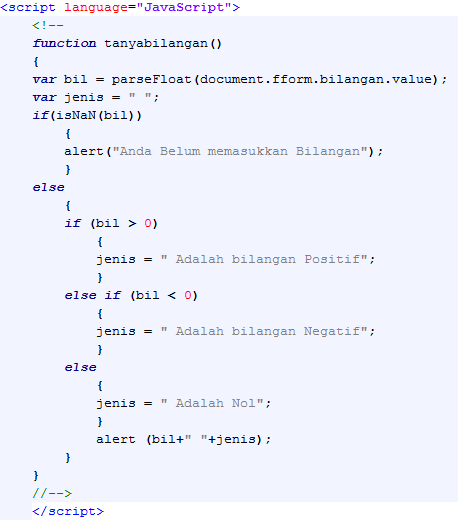 <script language="JavaScript">
<!--
function tanyabilangan()
{
var bil = parseFloat(document.fform.bilangan.value);
var jenis = " ";
if(isNaN(bil))
{
alert("Anda Belum memasukkan Bilangan");
}
else
{
if (bil > 0)
{
jenis = " Adalah bilangan Positif";
}
else if (bil < 0)
{
jenis = " Adalah bilangan Negatif";
}
else
{
jenis = " Adalah Nol";
}
alert (bil+" "+jenis);
}
}
//-->
</script>